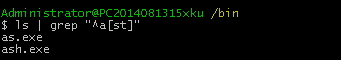 Administrator@PC2014081315xku /bin
$ ls | grep "^a[st]"
as.exe
ash.exe